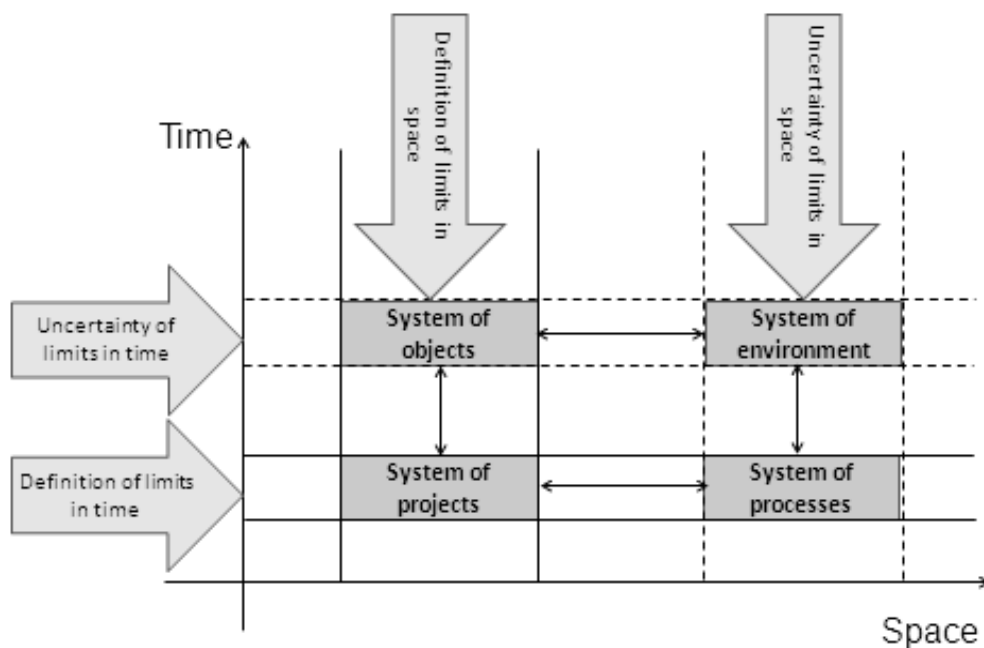 Definition of limits in
space
Uncertainty of limits in
space
Time
Uncertainty of
limits in time
System of
objects
System of
environment
Definition of limits
in time
System of
projects
System of
processes
Space